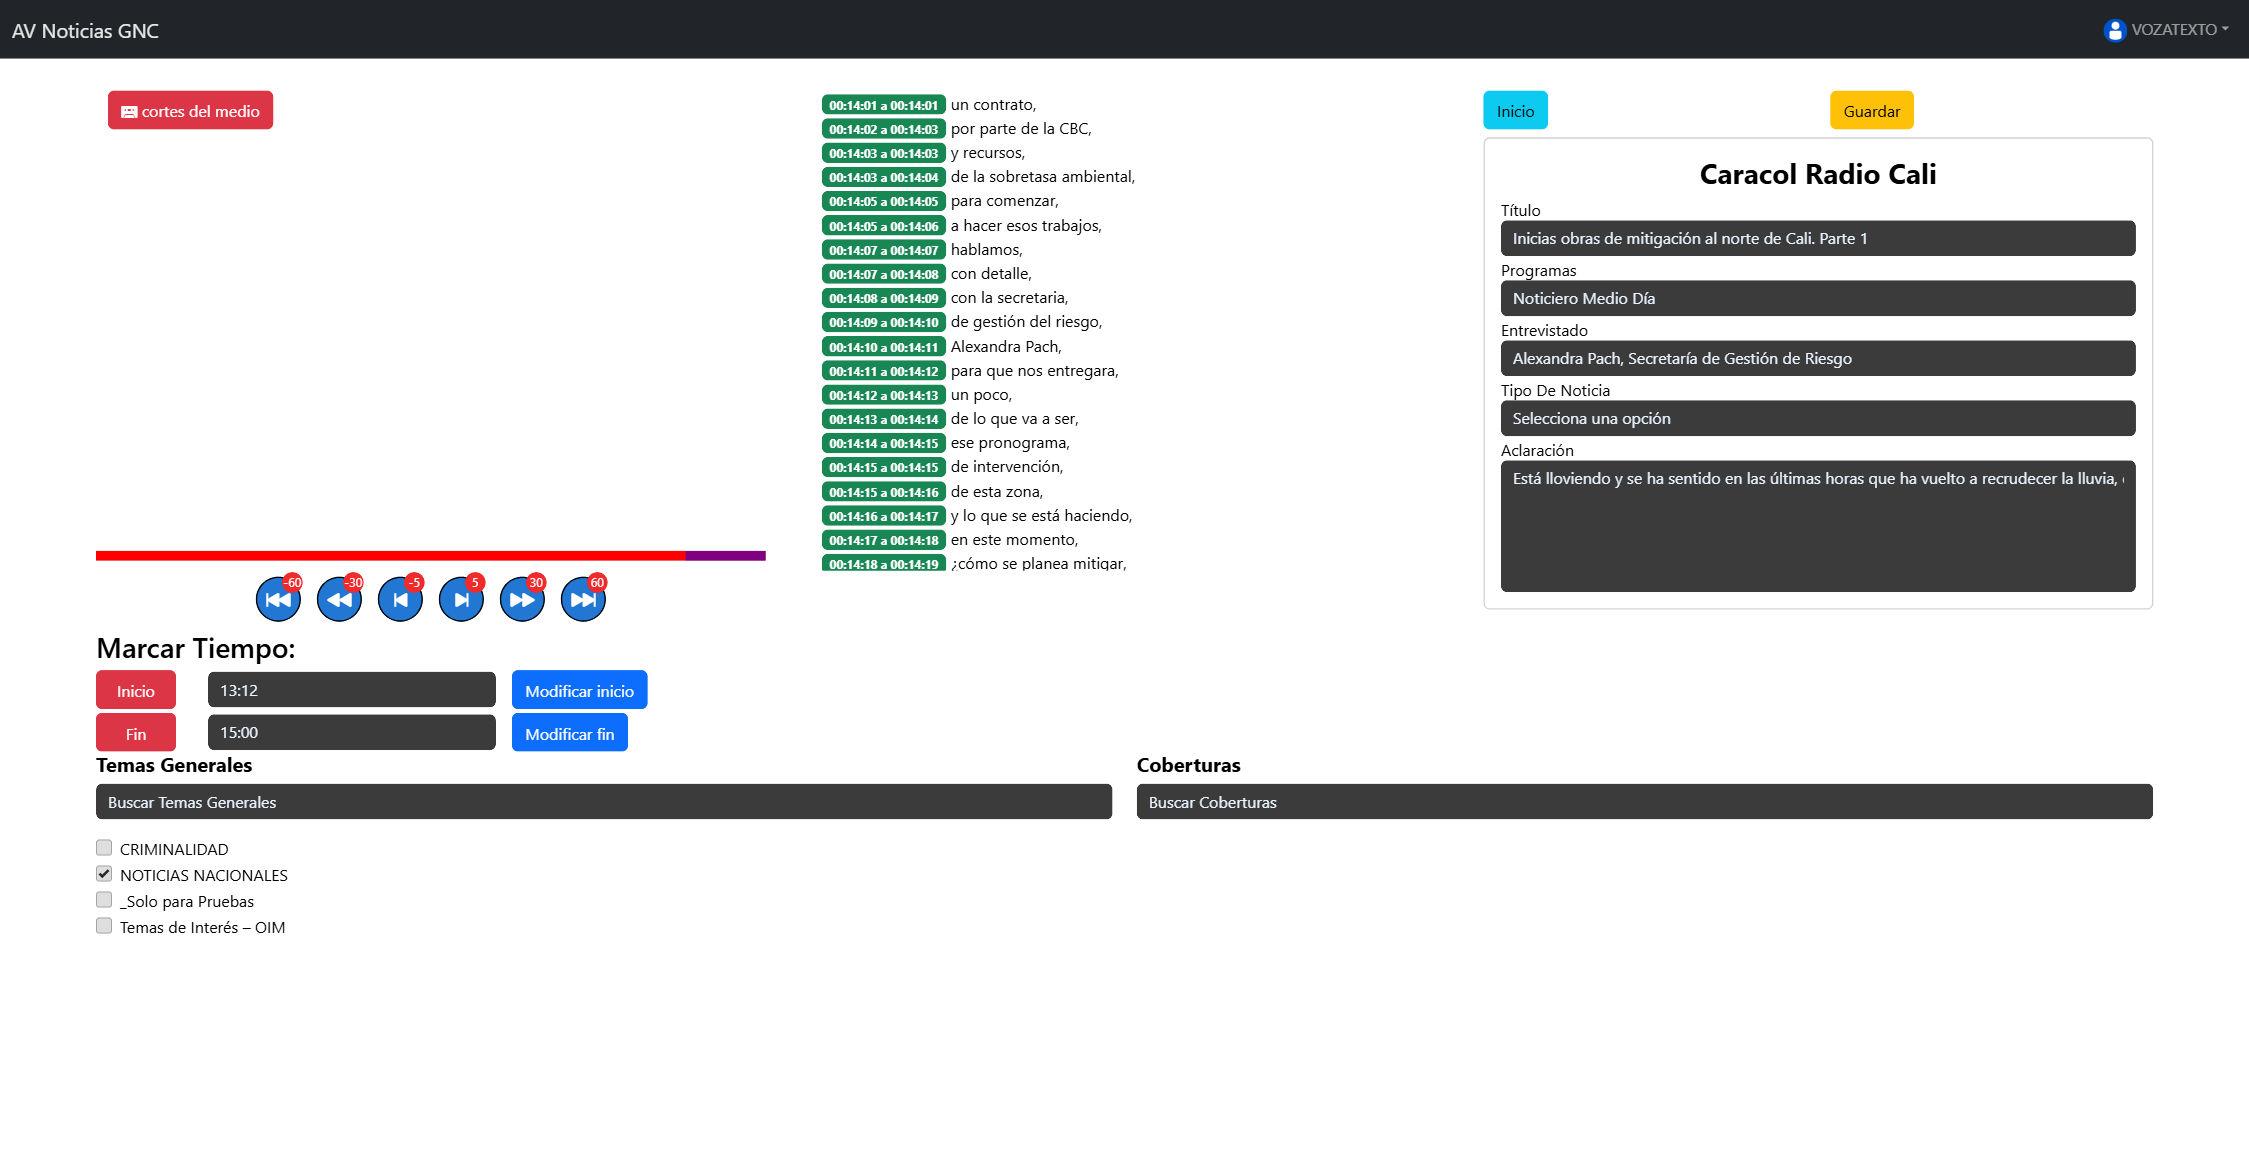 AV Noticias GNC
VOZATEXTO
cortes del medio
-60 -30 -5 5 30 60
Marcar Tiempo:
Inicio 13:12 Modificar inicio
Fin 15:00 Modificar fin
00:14:01 a 00:14:01 un contrato,
00:14:02 a 00:14:03 por parte de la CBC,
00:14:03 a 00:14:03 y recursos,
00:14:03 a 00:14:04 de la sobretasa ambiental,
00:14:05 a 00:14:05 para comenzar,
00:14:05 a 00:14:06 a hacer esos trabajos,
00:14:07 a 00:14:07 hablamos,
00:14:07 a 00:14:08 con detalle,
00:14:08 a 00:14:09 con la secretaria,
00:14:09 a 00:14:10 de gestión del riesgo,
00:14:10 a 00:14:11 Alexandra Pach,
00:14:11 a 00:14:12 para que nos entregara,
00:14:12 a 00:14:13 un poco,
00:14:13 a 00:14:14 de lo que va a ser,
00:14:14 a 00:14:15 ese pronograma,
00:14:15 a 00:14:15 de intervención,
00:14:15 a 00:14:16 de esta zona,
00:14:16 a 00:14:17 y lo que se está haciendo,
00:14:17 a 00:14:18 en este momento,
00:14:18 a 00:14:19 ¿cómo se planea mitigar,
Inicio
Guardar
Caracol Radio Cali
Título
Inicias obras de mitigación al norte de Cali. Parte 1
Programas
Noticiero Medio Día
Entrevistado
Alexandra Pach, Secretaría de Gestión de Riesgo
Tipo De Noticia
Selecciona una opción
Aclaración
Está lloviendo y se ha sentido en las últimas horas que ha vuelto a recrudecer la lluvia,
Temas Generales
Buscar Temas Generales
CRIMINALIDAD
NOTICIAS NACIONALES
_Solo para Pruebas
Temas de Interés – OIM
Coberturas
Buscar Coberturas